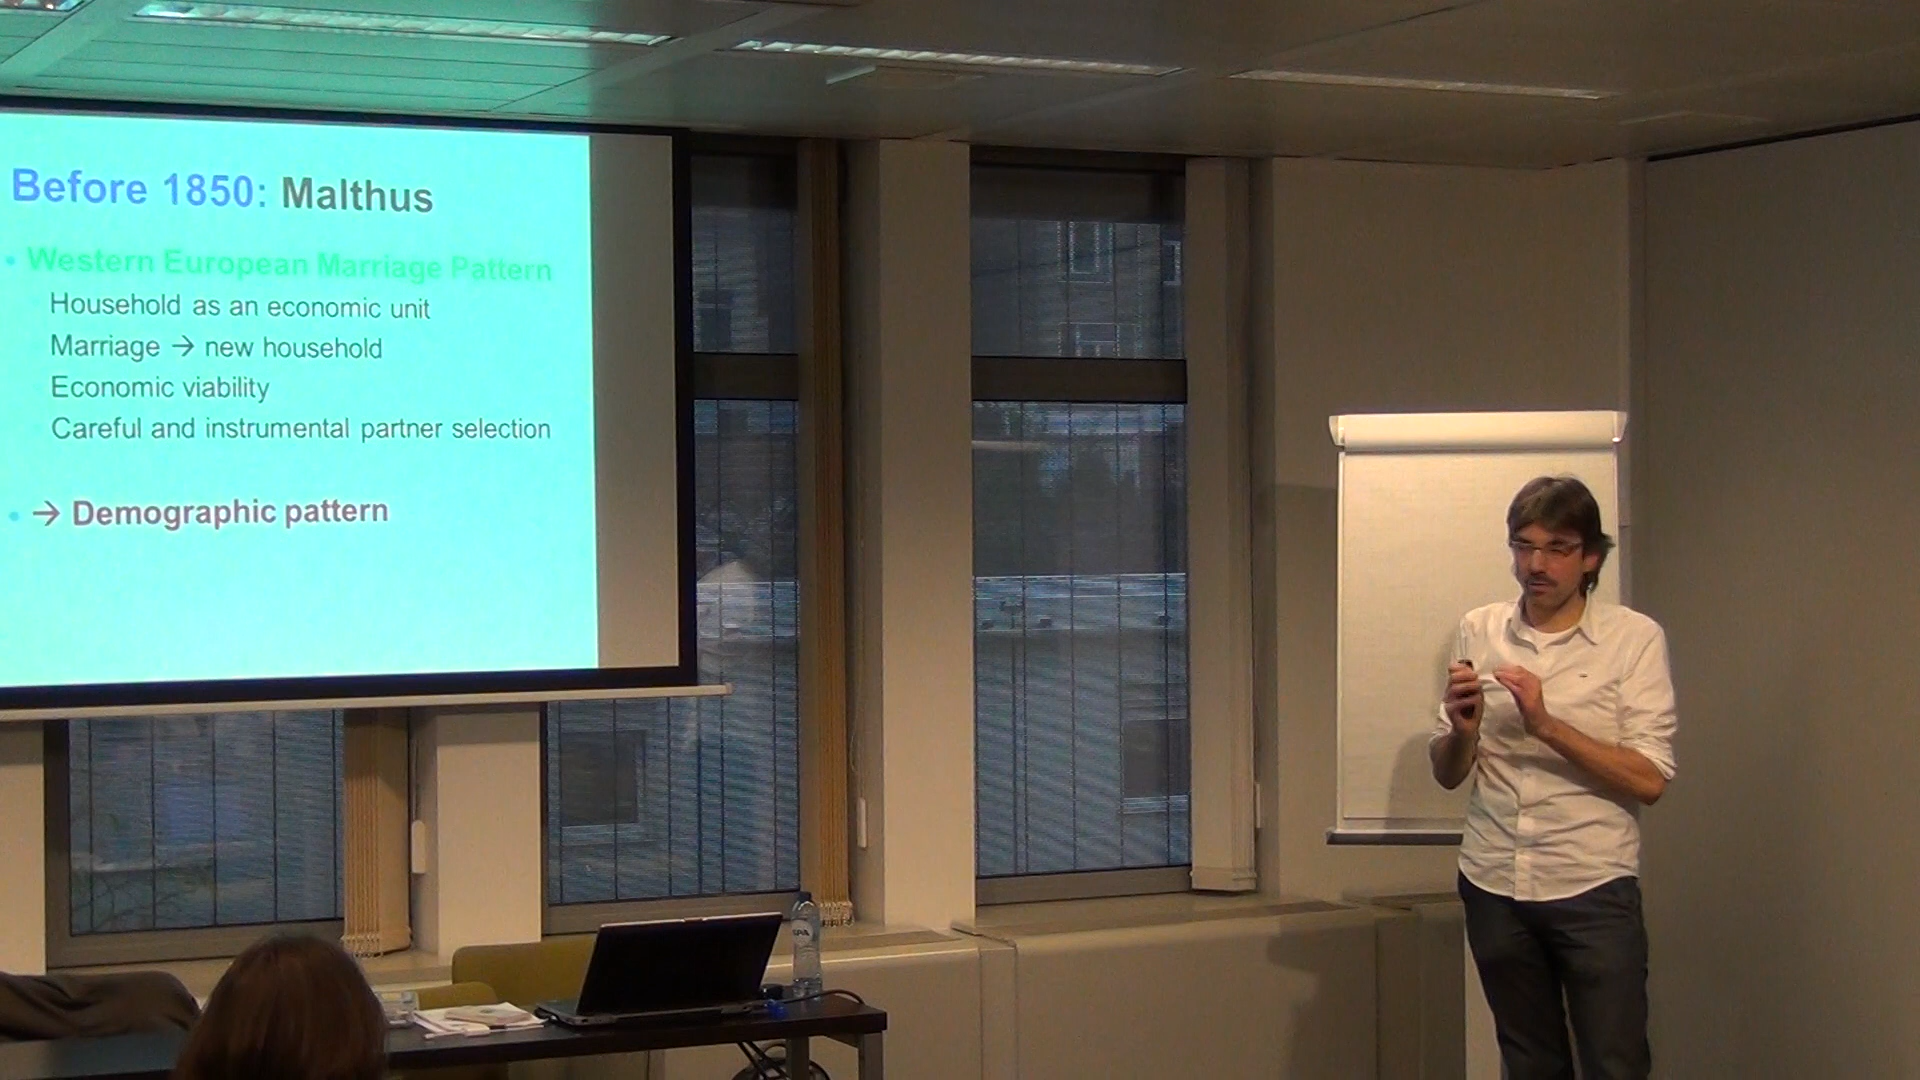 Before 1850: Malthus
• Western European Marriage Pattern
Household as an economic unit
Marriage → new household
Economic viability
Careful and instrumental partner selection
• → Demographic pattern